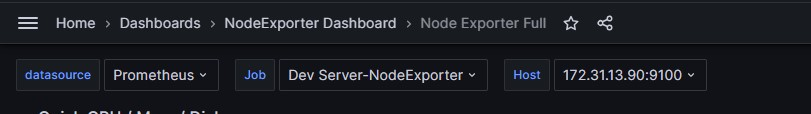 Home > Dashboards > NodeExporter Dashboard > Node Exporter Full
datasource Prometheus Job Dev Server-NodeExporter Host 172.31.13.90:9100